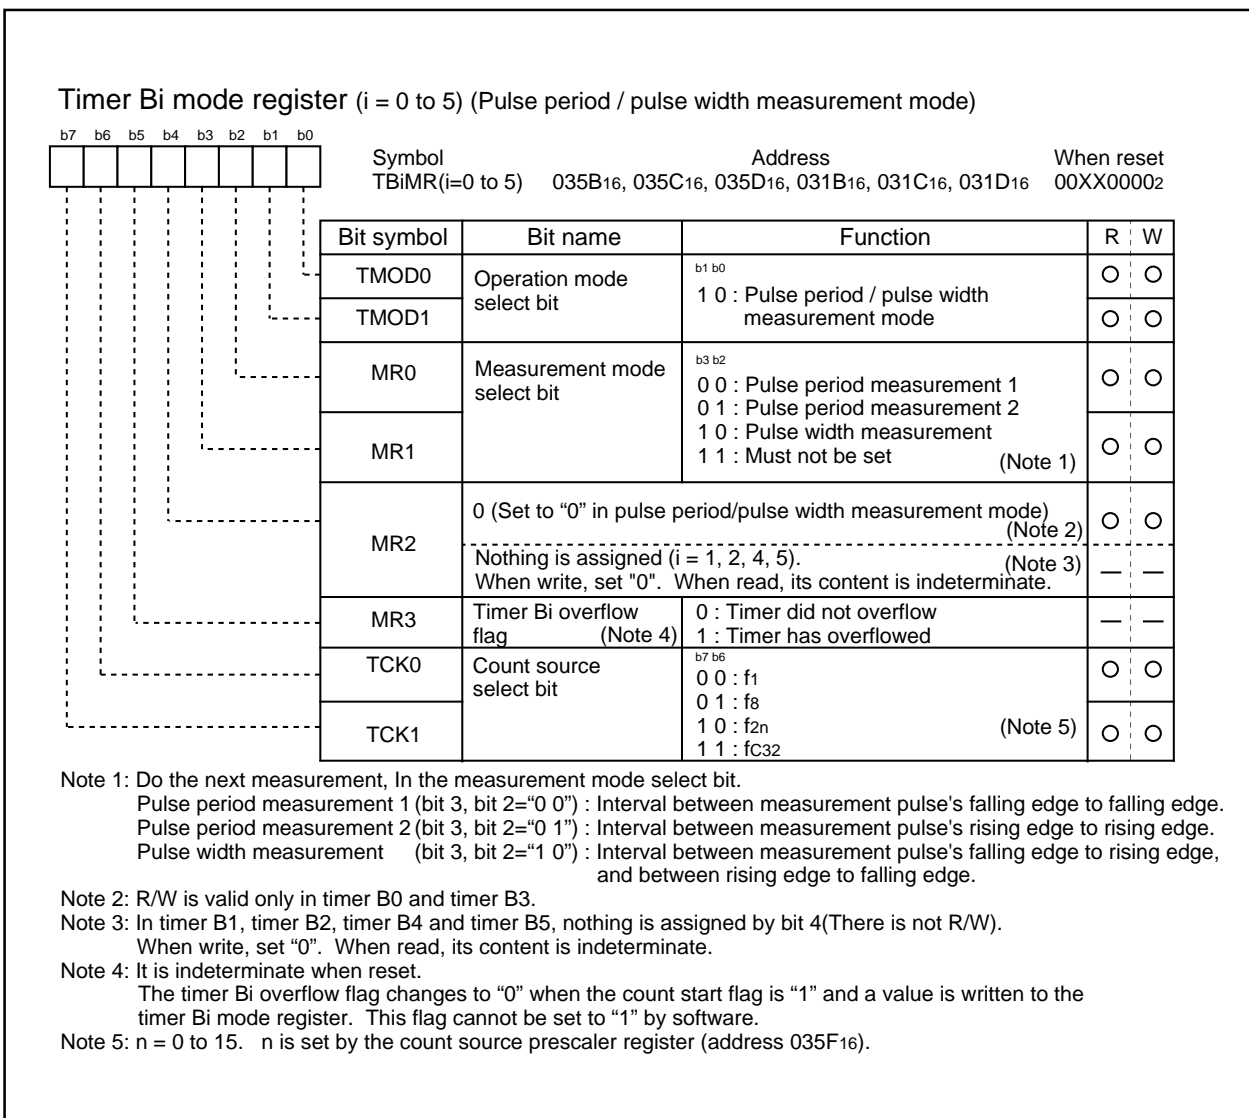 Timer Bi mode register (i = 0 to 5) (Pulse period / pulse width measurement mode)
b7 b6 b5 b4 b3 b2 b1 b0
Symbol Address When reset
TBiMR(i=0 to 5) 035B16, 035C16, 035D16, 031B16, 031C16, 031D16 00XX00002
Bit symbol Bit name Function R W
TMOD0 Operation mode select bit b1 b0
1 0 : Pulse period / pulse width
measurement mode
TMOD1
MR0 Measurement mode select bit b3 b2
0 0 : Pulse period measurement 1
0 1 : Pulse period measurement 2
1 0 : Pulse width measurement
MR1 1 1 : Must not be set (Note 1)
MR2 0 (Set to “0” in pulse period/pulse width measurement mode)
(Note 2)
Nothing is assigned (i = 1, 2, 4, 5). (Note 3)
When write, set "0". When read, its content is indeterminate.
MR3 Timer Bi overflow flag (Note 4) 0 : Timer did not overflow
1 : Timer has overflowed
TCK0 Count source select bit b7 b6
0 0 : f1
0 1 : f8
TCK1 1 0 : f2n (Note 5)
1 1 : fC32
Note 1: Do the next measurement, In the measurement mode select bit.
Pulse period measurement 1 (bit 3, bit 2=“0 0”) : Interval between measurement pulse's falling edge to falling edge.
Pulse period measurement 2 (bit 3, bit 2=“0 1”) : Interval between measurement pulse's rising edge to rising edge.
Pulse width measurement (bit 3, bit 2=“1 0”) : Interval between measurement pulse's falling edge to rising edge,
and between rising edge to falling edge.
Note 2: R/W is valid only in timer B0 and timer B3.
Note 3: In timer B1, timer B2, timer B4 and timer B5, nothing is assigned by bit 4(There is not R/W).
When write, set “0”. When read, its content is indeterminate.
Note 4: It is indeterminate when reset.
The timer Bi overflow flag changes to “0” when the count start flag is “1” and a value is written to the
timer Bi mode register. This flag cannot be set to “1” by software.
Note 5: n = 0 to 15. n is set by the count source prescaler register (address 035F16).